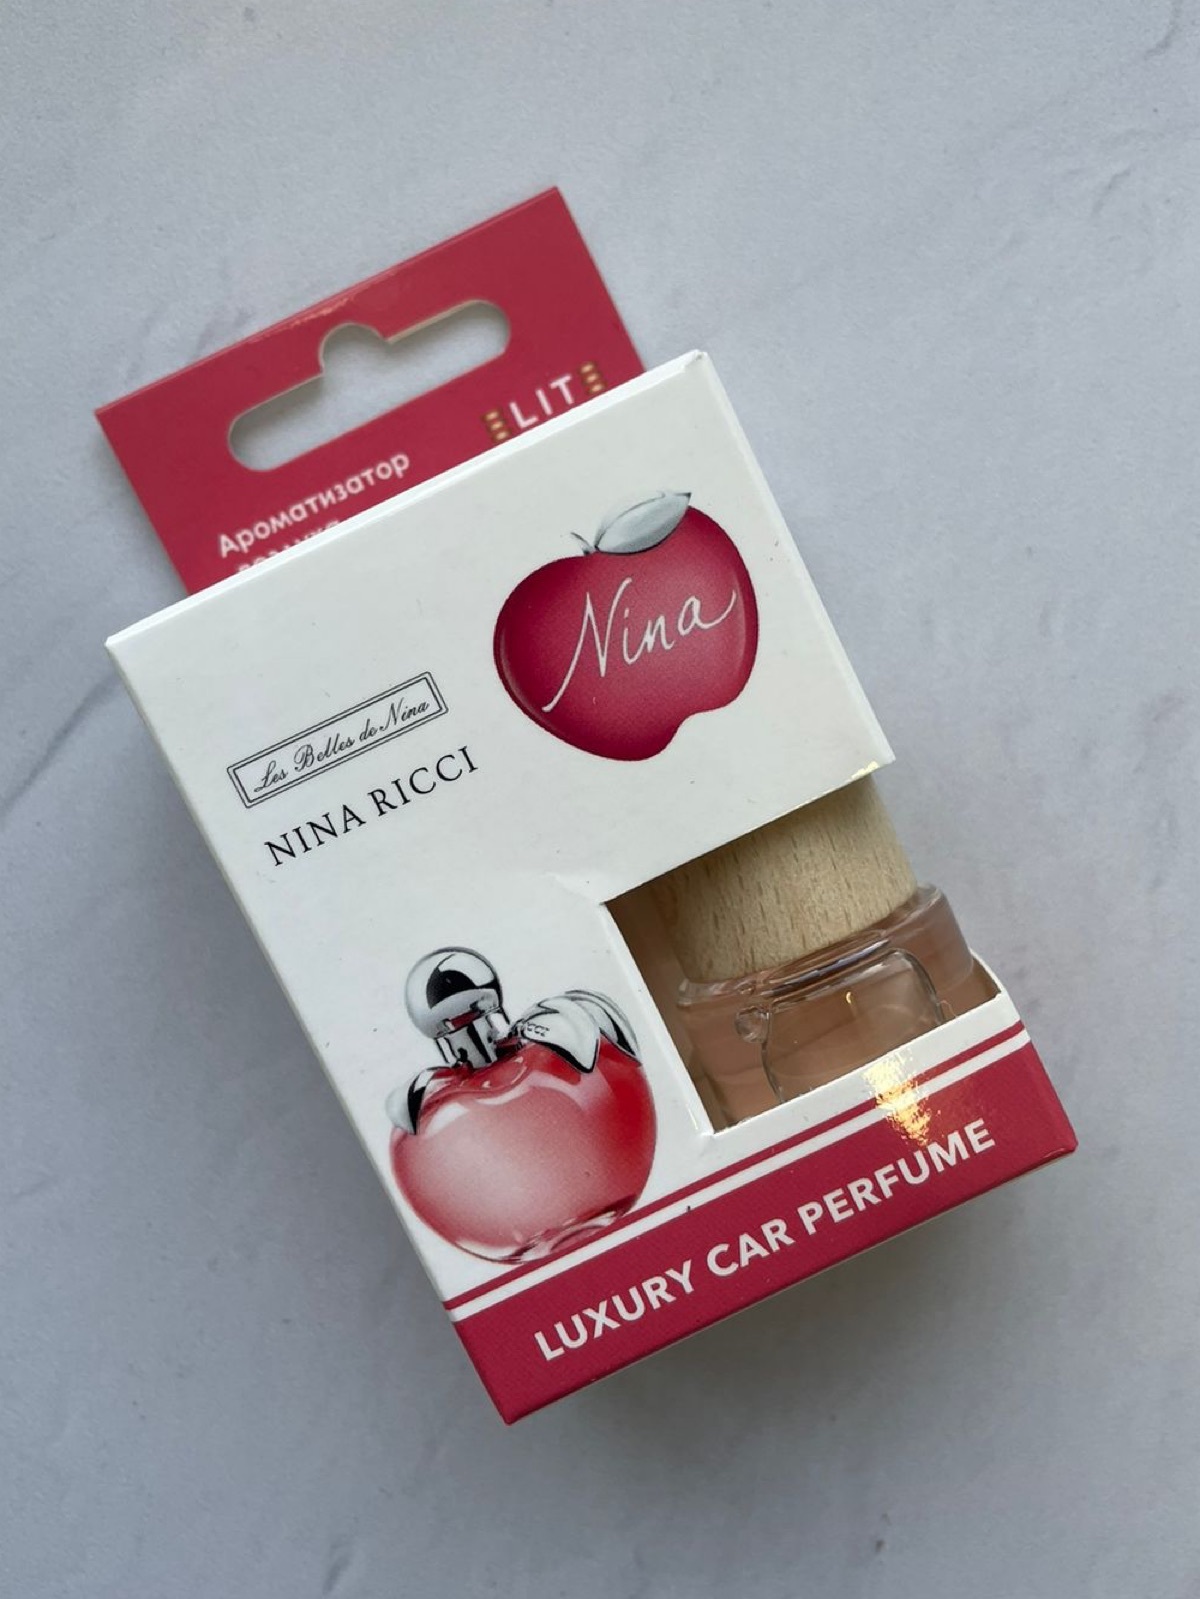 ELITE
Ароматизатор
Nina
Les Belles de Nina
NINA RICCI
LUXURY CAR PERFUME